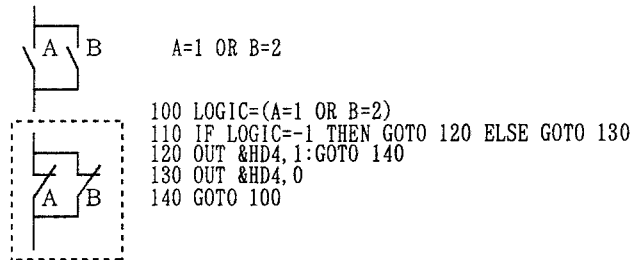 A B A=1 OR B=2
100 LOGIC=(A=1 OR B=2)
110 IF LOGIC=-1 THEN GOTO 120 ELSE GOTO 130
120 OUT &HD4,1:GOTO 140
130 OUT &HD4,0
140 GOTO 100
A B